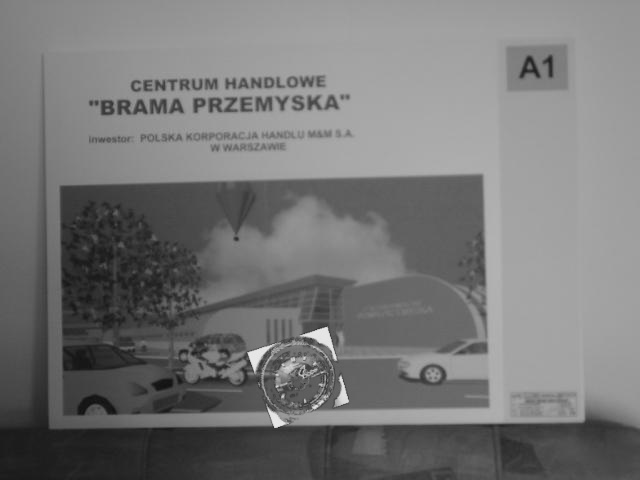 CENTRUM HANDLOWE
"BRAMA PRZEMYSKA"
inwestor: POLSKA KORPORACJA HANDLU M&M S.A.
W WARSZAWIE
A1